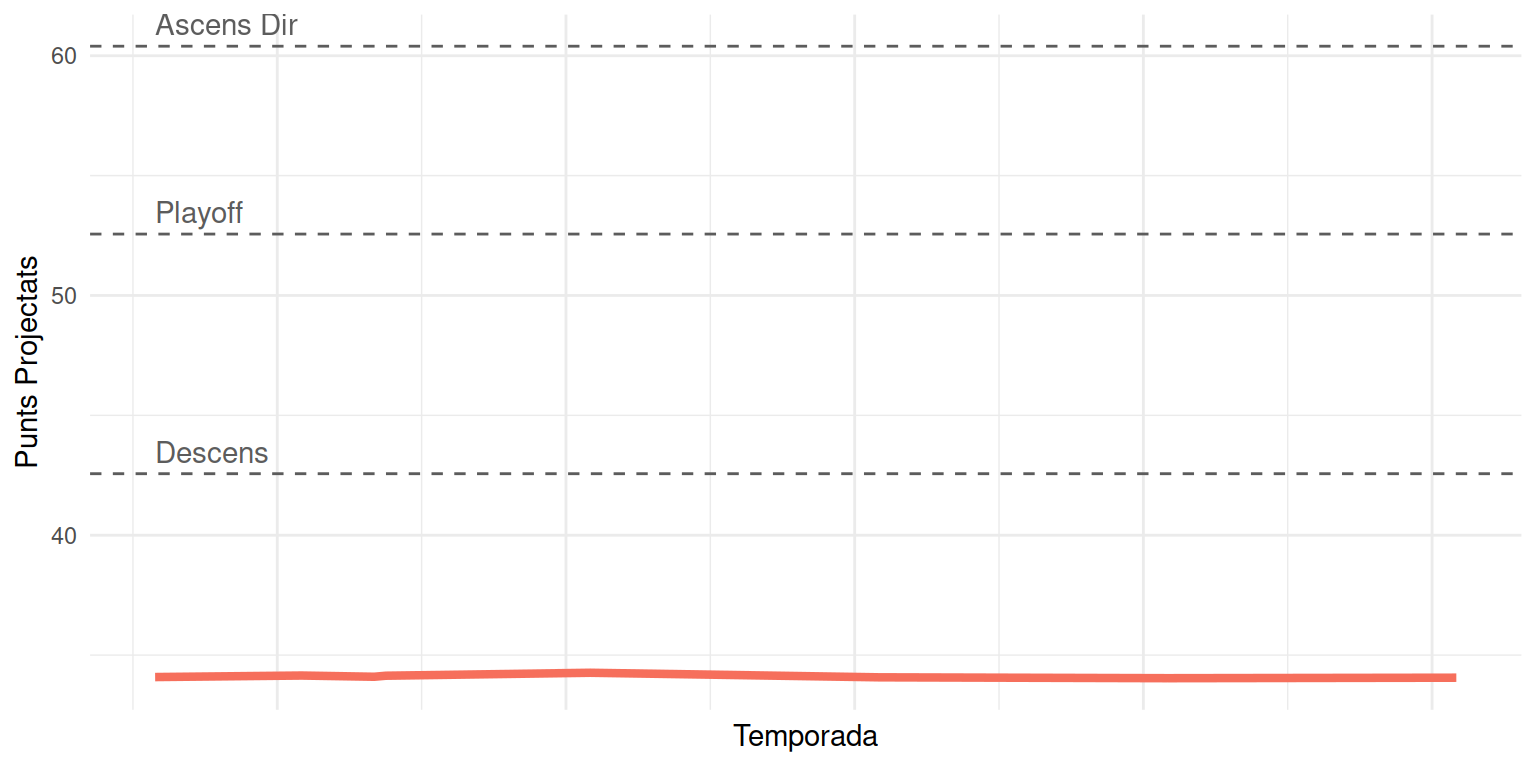 Ascens Dir
60
Playoff
50
Descens
40
Punts Projectats
Temporada